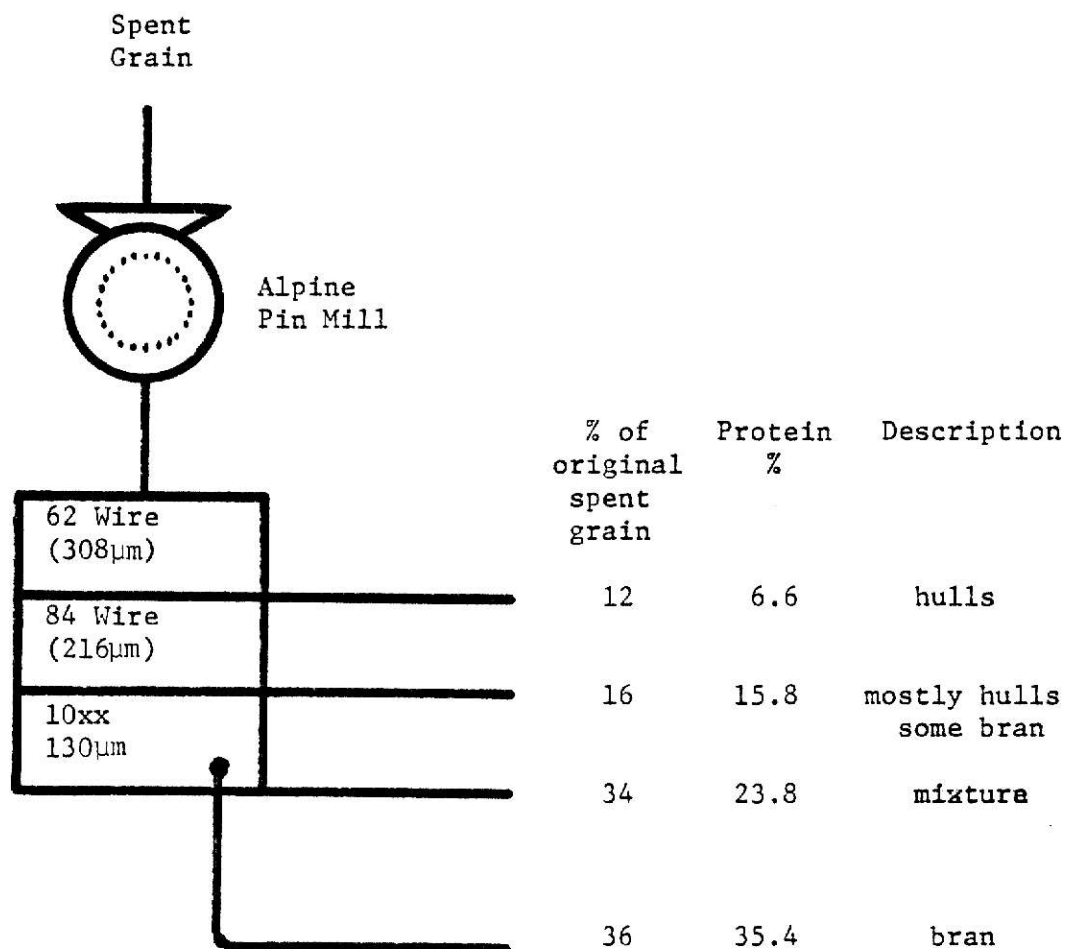 Spent
Grain
Alpine
Pin Mill
% of
original
spent
grain
Protein
%
Description
62 Wire
(308µm)
12 6.6 hulls
84 Wire
(216µm)
16 15.8 mostly hulls
some bran
10xx
130µm
34 23.8 mixture
36 35.4 bran